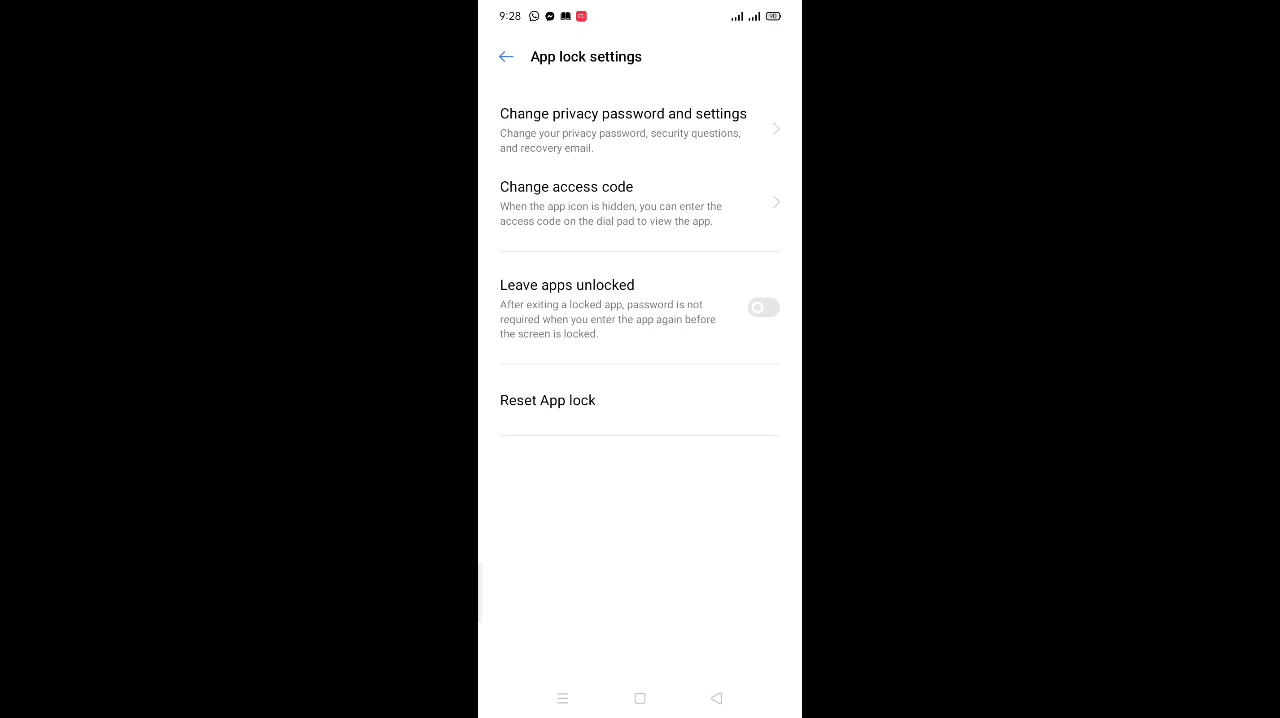 9:28
App lock settings
Change privacy password and settings
Change your privacy password, security questions,
and recovery email.
Change access code
When the app icon is hidden, you can enter the
access code on the dial pad to view the app.
Leave apps unlocked
After exiting a locked app, password is not
required when you enter the app again before
the screen is locked.
Reset App lock